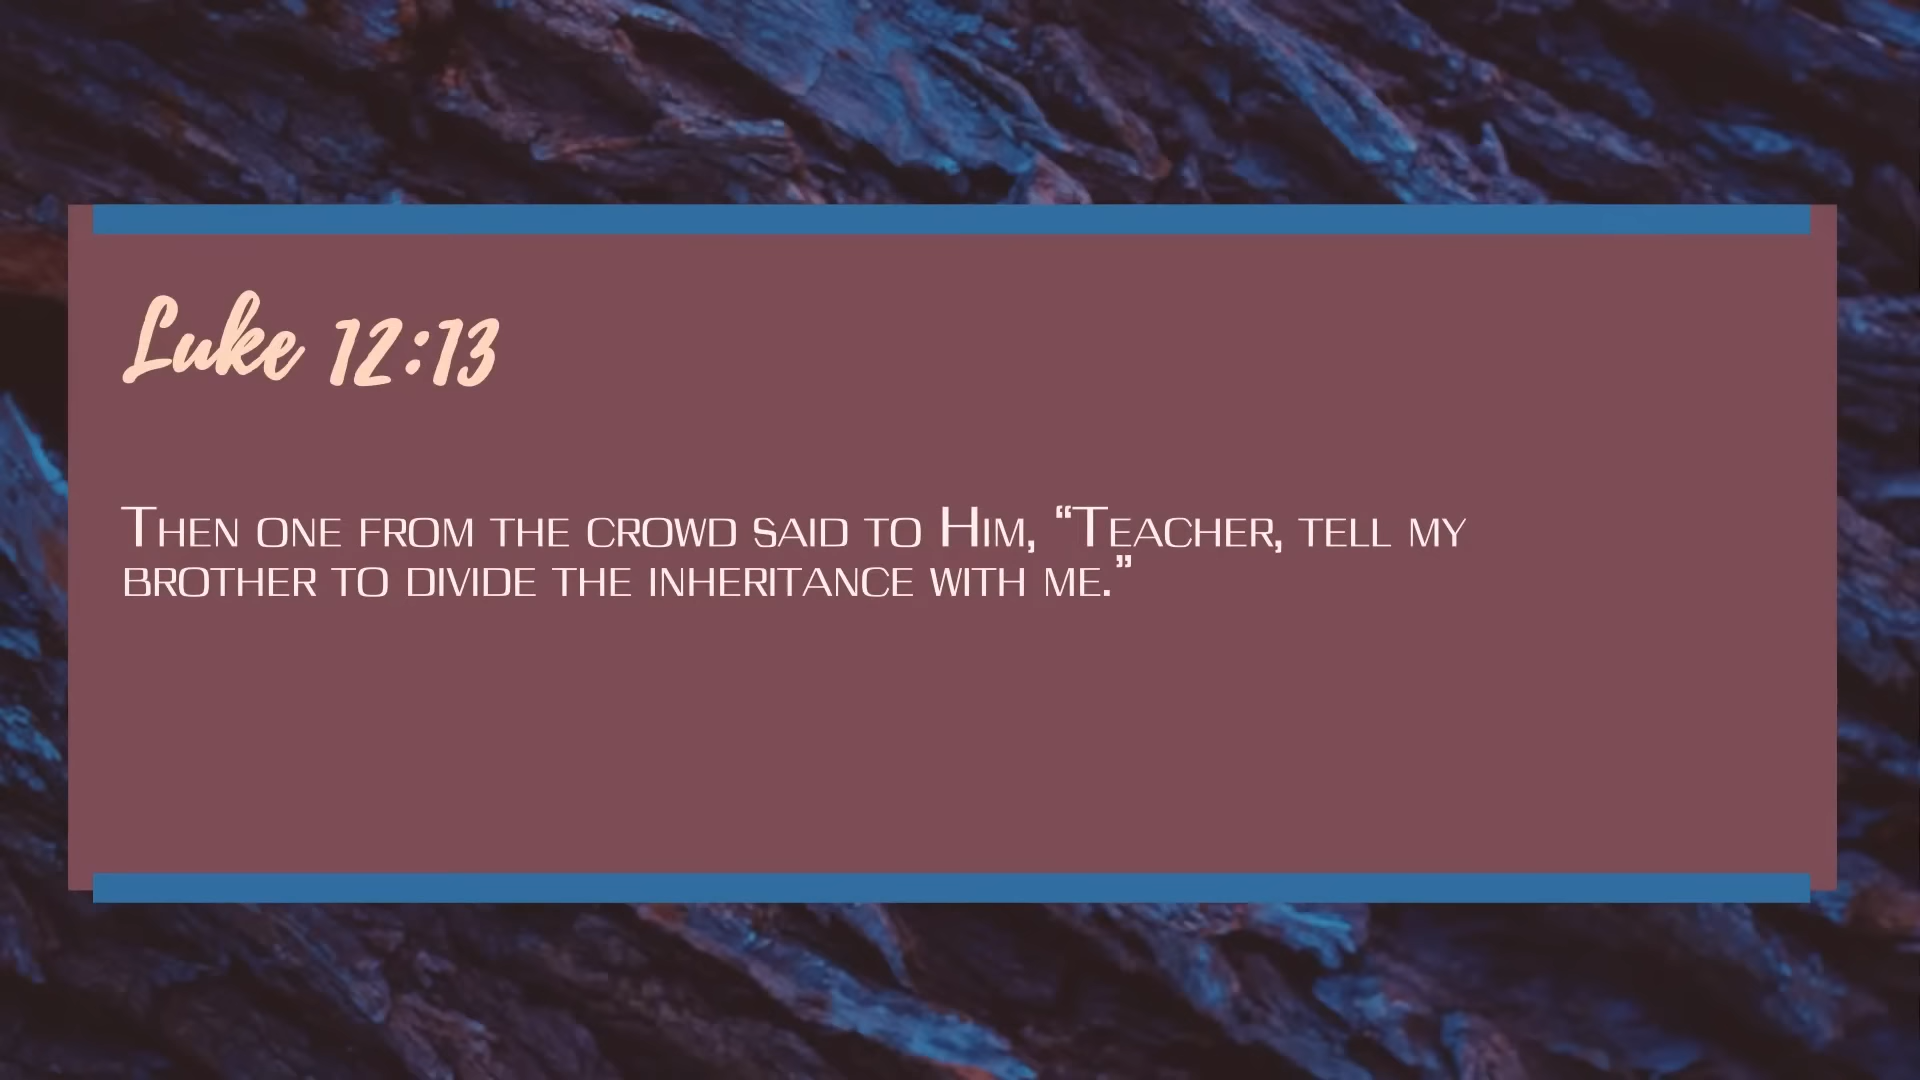 Luke 12:13
Then one from the crowd said to Him, “Teacher, tell my
brother to divide the inheritance with me.”